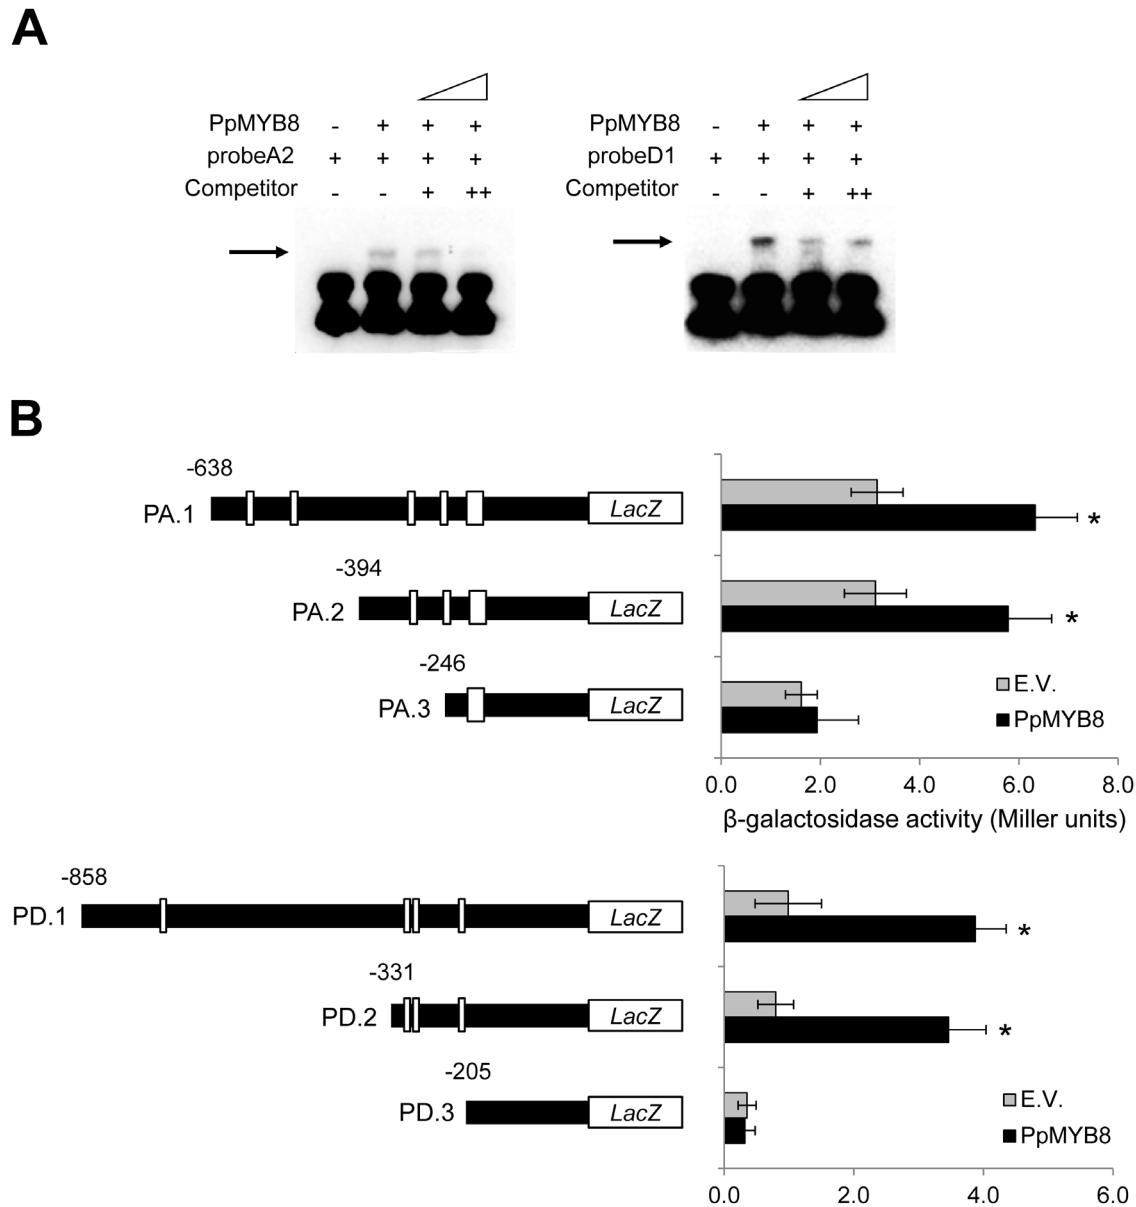 A
PpMYB8 - + + +
probeA2 + + + +
Competitor - - + ++
PpMYB8 - + + +
probeD1 + + + +
Competitor - - + ++
B
-638
PA.1
LacZ
*
-394
PA.2
LacZ
*
-246
PA.3
LacZ
E.V.
PpMYB8
0.0 2.0 4.0 6.0 8.0
β-galactosidase activity (Miller units)
-858
PD.1
LacZ
*
-331
PD.2
LacZ
*
-205
PD.3
LacZ
E.V.
PpMYB8
0.0 2.0 4.0 6.0